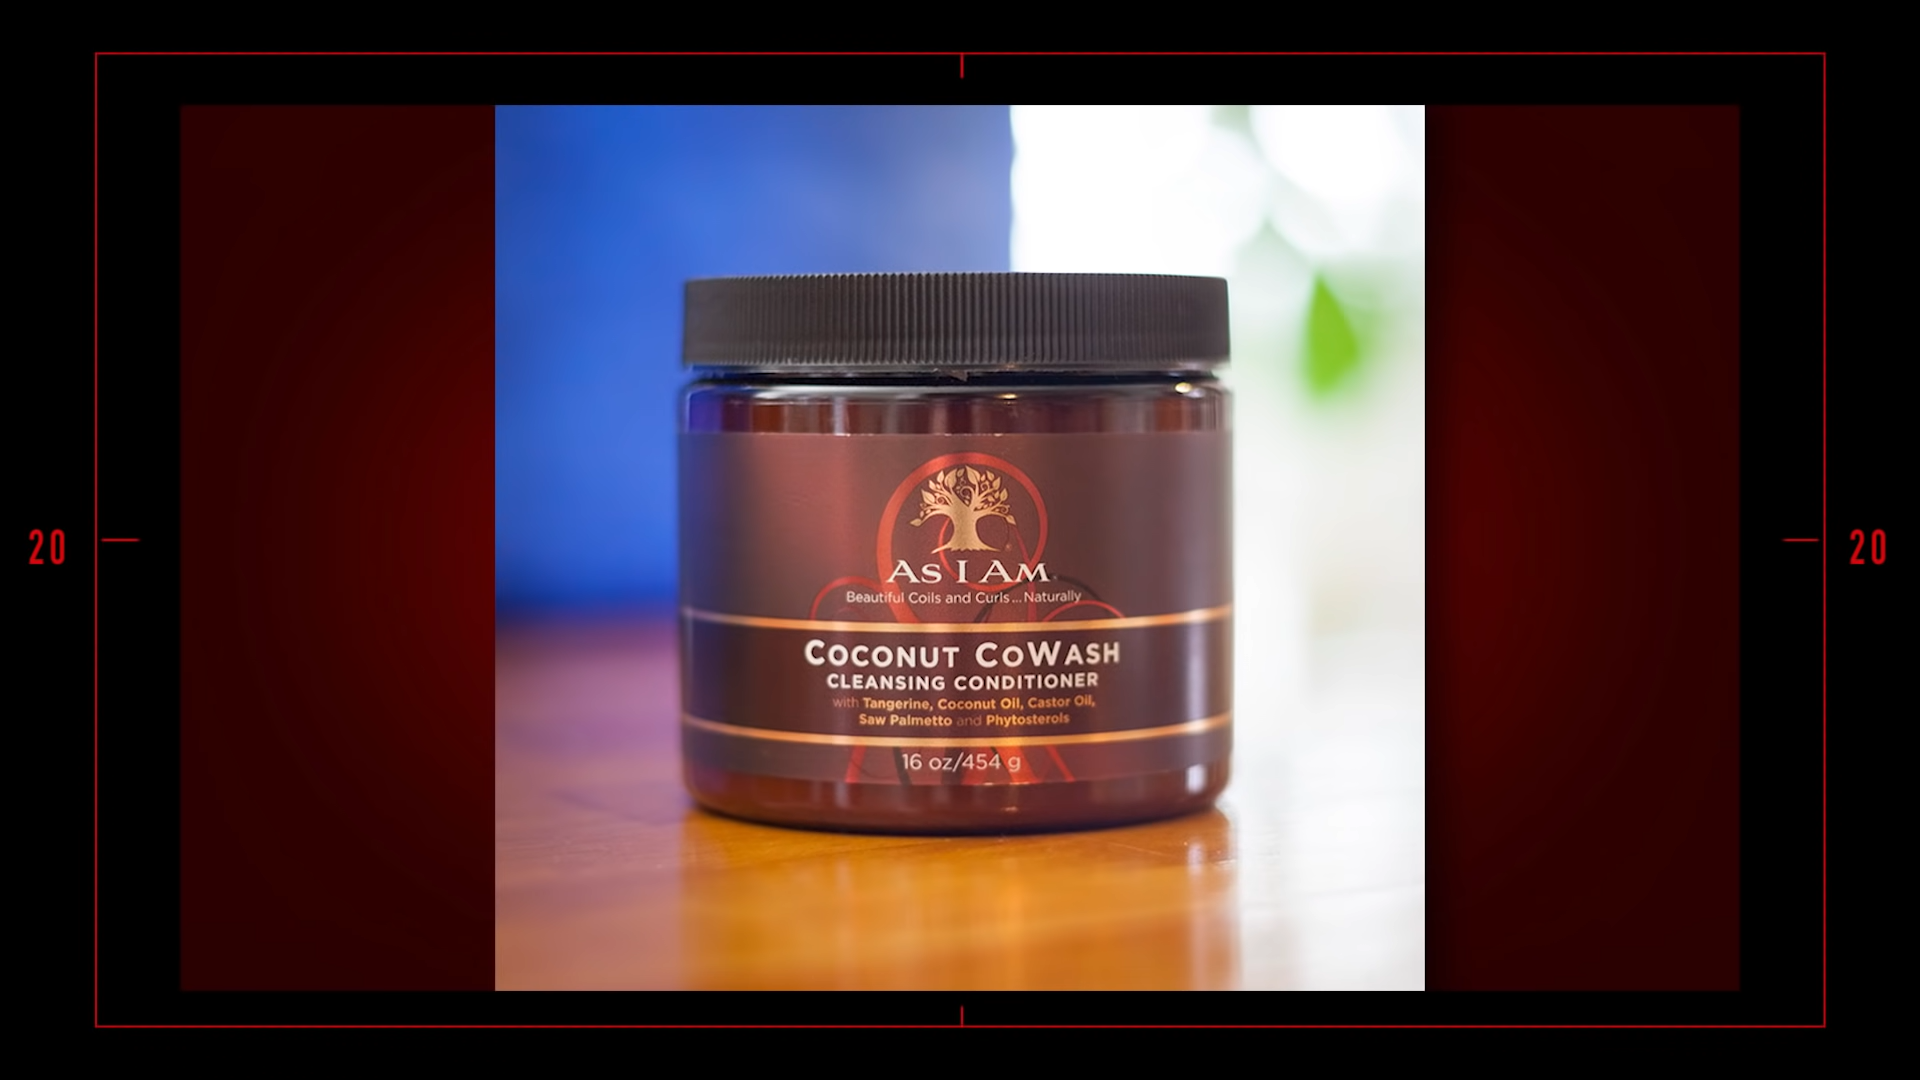 As I Am
Beautiful Coils and Curls...Naturally
Coconut CoWash
CLEANSING CONDITIONER
with Tangerine, Coconut Oil, Castor Oil,
Saw Palmetto and Phytosterols
16 oz/454 g
20
20